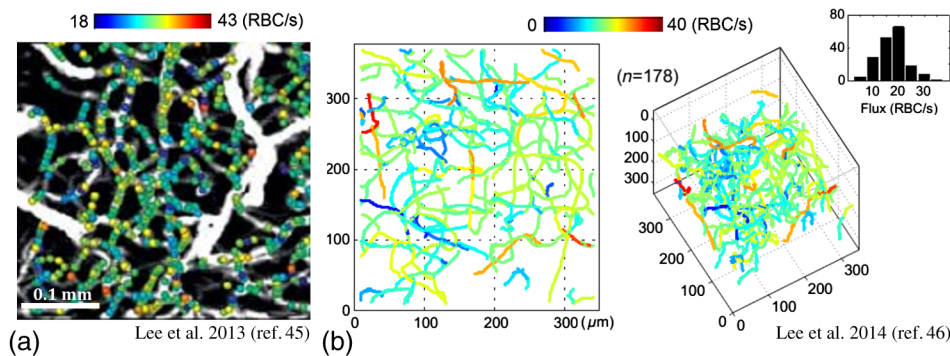 18 43 (RBC/s)
0.1 mm
(a)
Lee et al. 2013 (ref. 45)
0 40 (RBC/s)
300
200
100
0
0 100 200 300 (μm)
(b)
(n=178)
80
40
0
10 20 30
Flux (RBC/s)
0
100
200
300
300
200
100
0
0
100
200
300
Lee et al. 2014 (ref. 46)